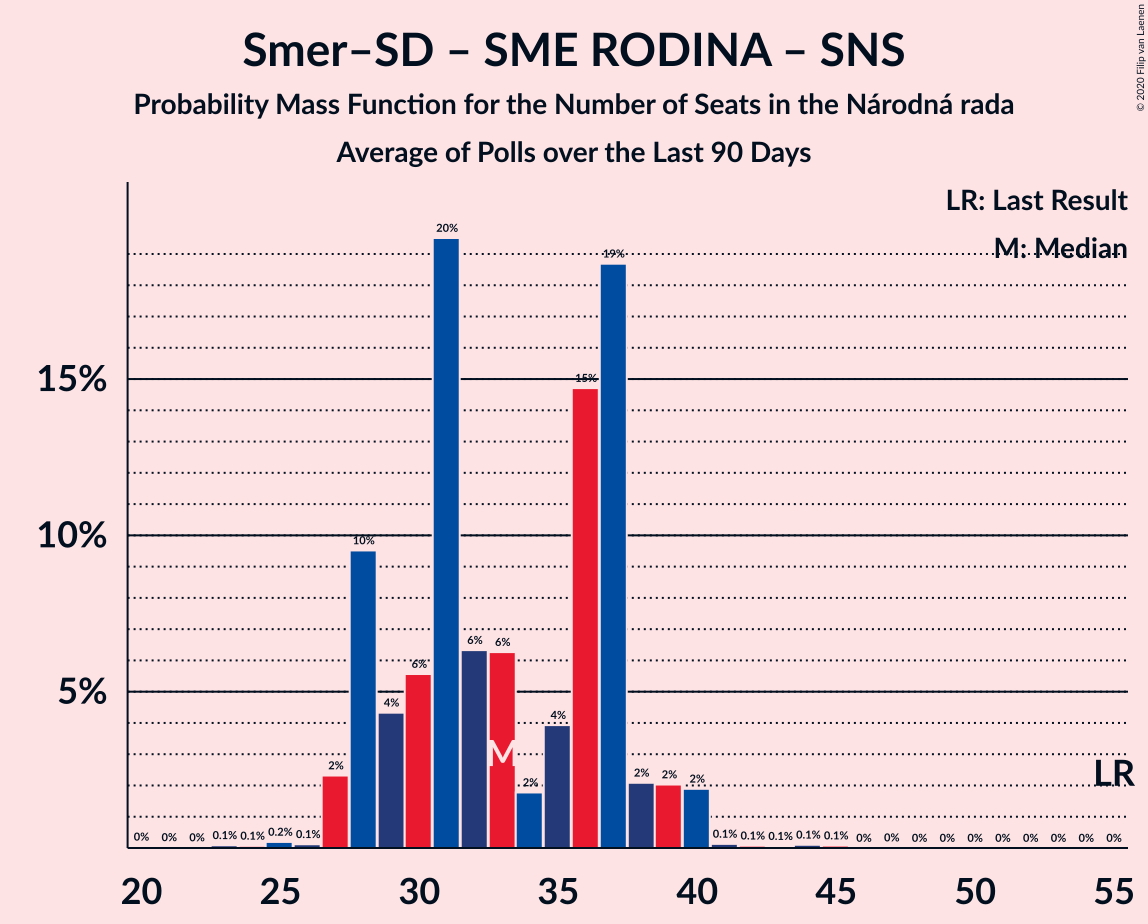 Smer–SD – SME RODINA – SNS
Probability Mass Function for the Number of Seats in the Národná rada
Average of Polls over the Last 90 Days
© 2020 Filip van Laenen
LR: Last Result
M: Median
15%
10%
5%
0% 0% 0% 0.1% 0.1% 0.2% 0.1% 2% 10% 4% 6% 20% 6% 6% 2% 4% 15% 19% 2% 2% 2% 0.1% 0.1% 0.1% 0.1% 0.1% 0% 0% 0% 0% 0% 0% 0% 0% 0% 0%
M
LR
20 25 30 35 40 45 50 55